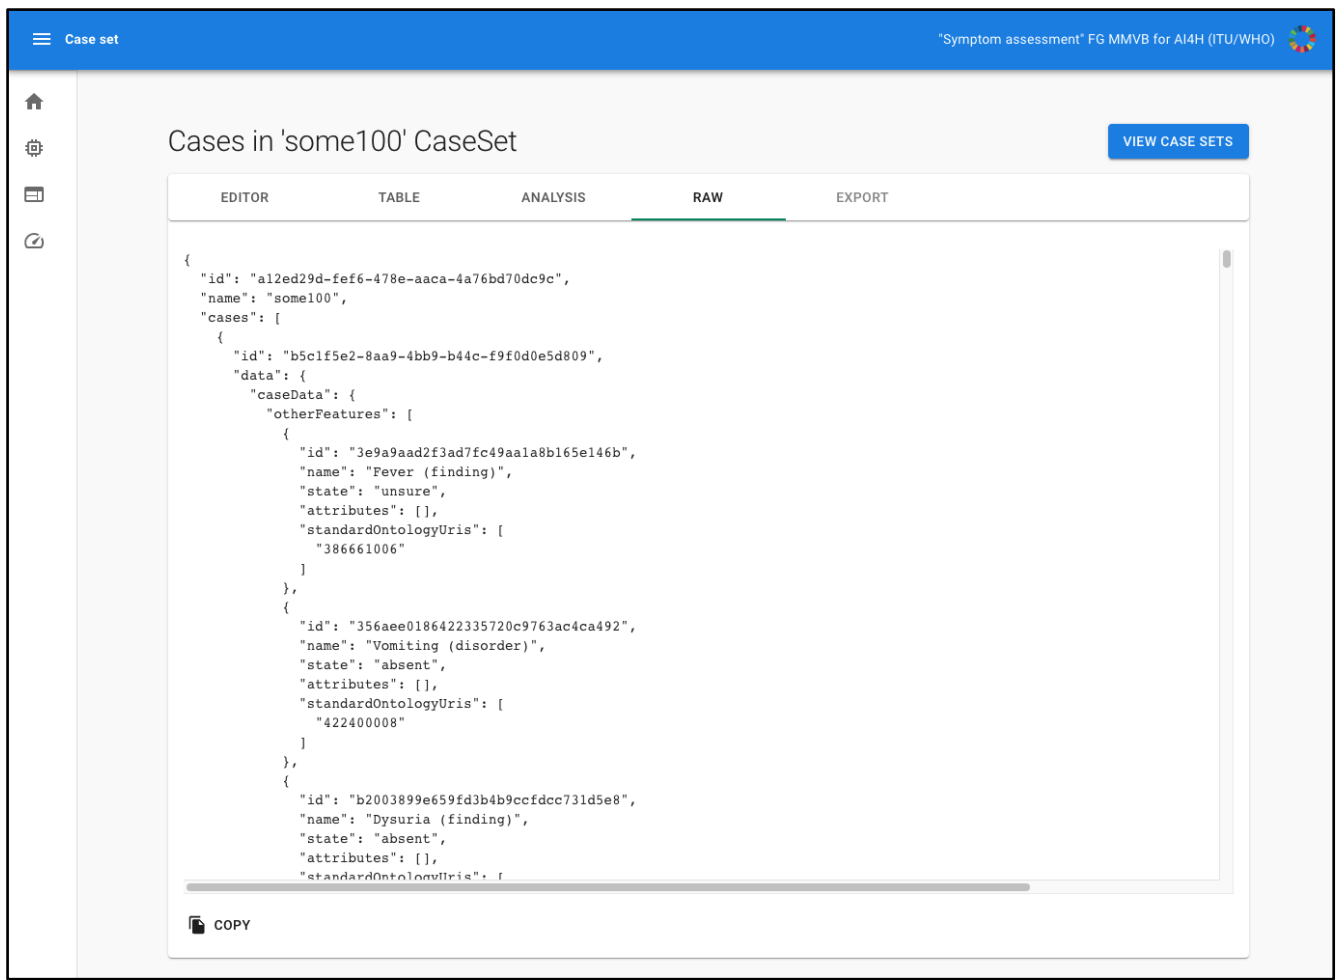 Case set
"Symptom assessment" FG MMVB for AI4H (ITU/WHO)
Cases in 'some100' CaseSet
VIEW CASE SETS
EDITOR TABLE ANALYSIS RAW EXPORT
{
"id": "a12ed29d-fef6-478e-aaca-4a76bd70dc9c",
"name": "some100",
"cases": [
{
"id": "b5c1f5e2-8aa9-4bb9-b44c-f9f0d0e5d809",
"data": {
"caseData": {
"otherFeatures": [
{
"id": "3e9a9aad2f3ad7fc49aa1a8b165e146b",
"name": "Fever (finding)",
"state": "unsure",
"attributes": [],
"standardOntologyUris": [
"386661006"
]
},
{
"id": "356aee0186422335720c9763ac4ca492",
"name": "Vomiting (disorder)",
"state": "absent",
"attributes": [],
"standardOntologyUris": [
"422400008"
]
},
{
"id": "b2003899e659fd3b4b9ccfdcc731d5e8",
"name": "Dysuria (finding)",
"state": "absent",
"attributes": [],
"standardOntologyUris": [
COPY